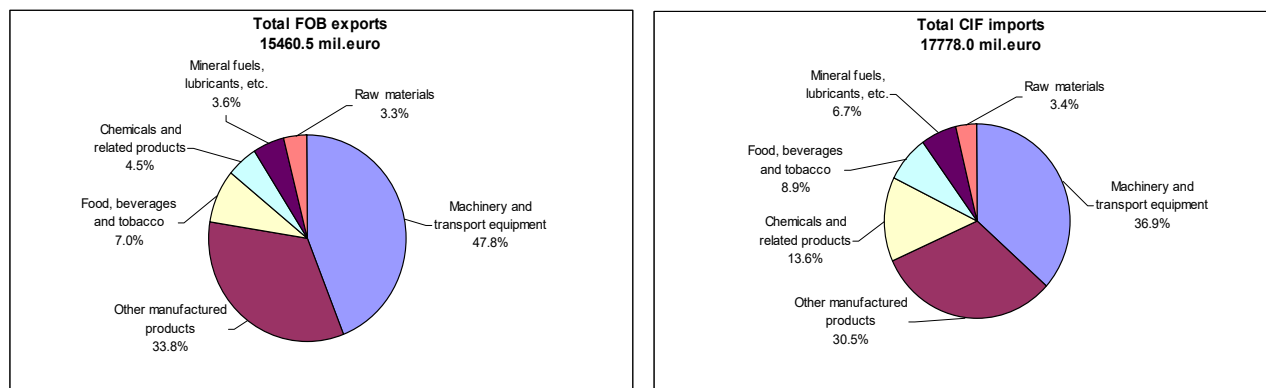 Total FOB exports
15460.5 mil.euro
Mineral fuels,
lubricants, etc.
3.6%
Raw materials
3.3%
Chemicals and
related products
4.5%
Food, beverages
and tobacco
7.0%
Machinery and
transport equipment
47.8%
Other manufactured
products
33.8%
Total CIF imports
17778.0 mil.euro
Mineral fuels,
lubricants, etc.
6.7%
Raw materials
3.4%
Food, beverages
and tobacco
8.9%
Machinery and
transport equipment
36.9%
Chemicals and
related products
13.6%
Other manufactured
products
30.5%